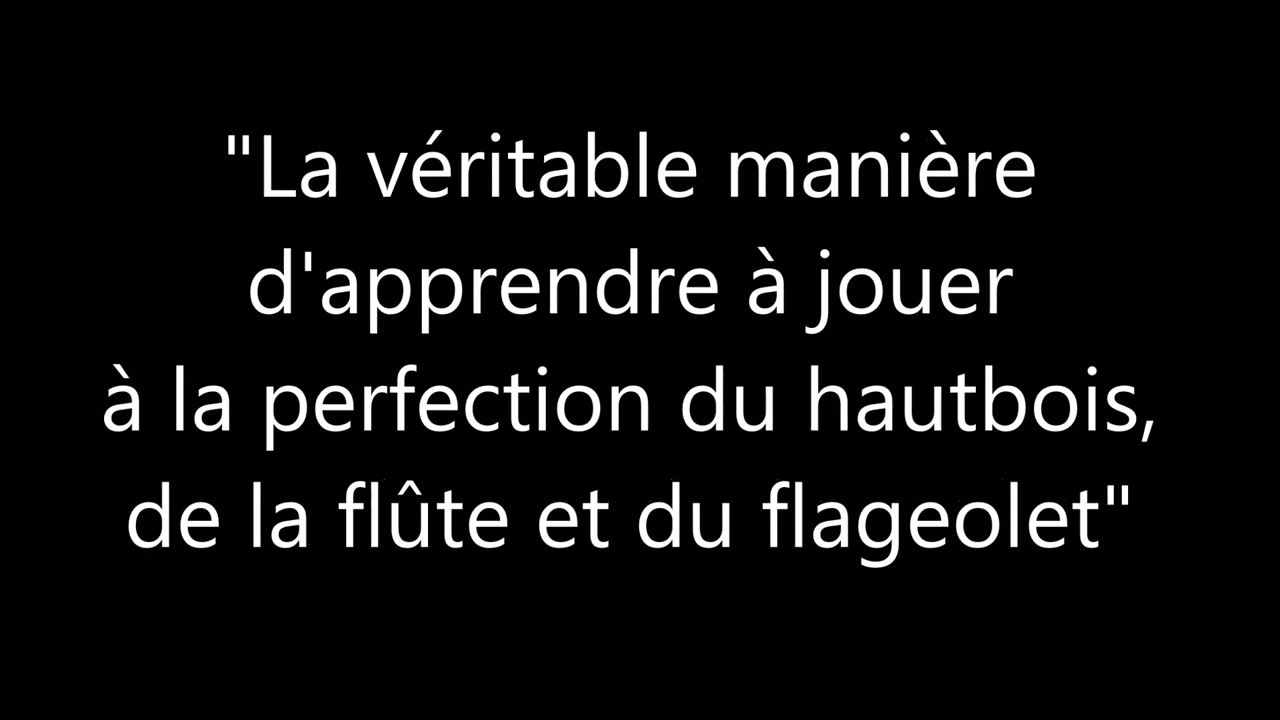 "La véritable manière
d'apprendre à jouer
à la perfection du hautbois,
de la flûte et du flageolet"